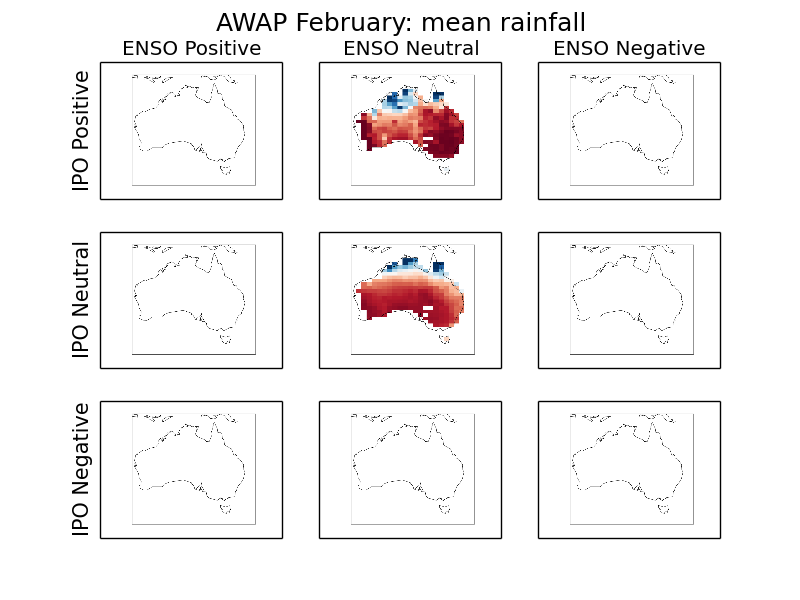 AWAP February: mean rainfall
ENSO Positive
ENSO Neutral
ENSO Negative
IPO Positive
IPO Neutral
IPO Negative